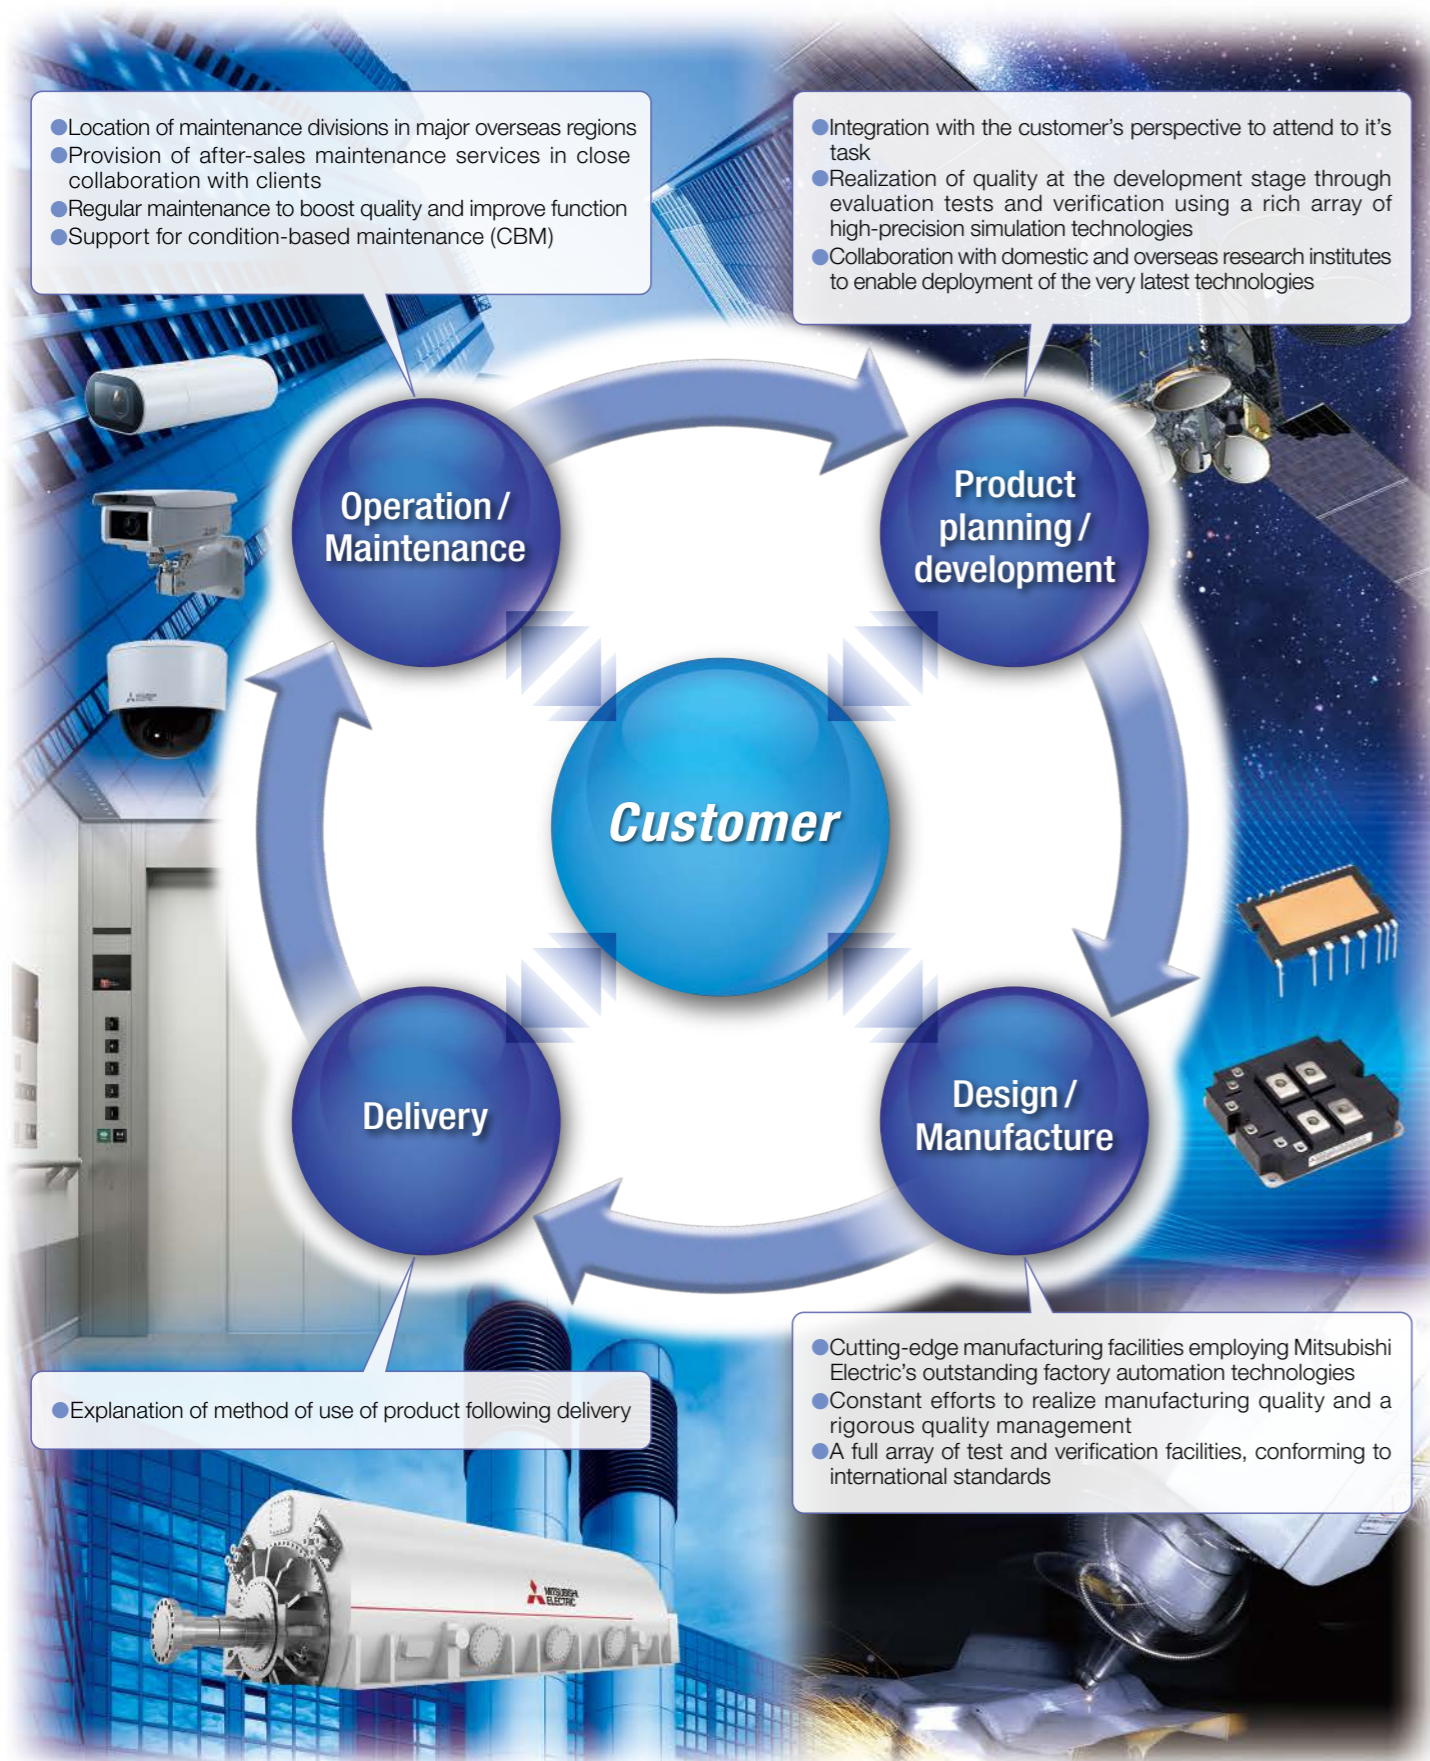 ●Location of maintenance divisions in major overseas regions
●Provision of after-sales maintenance services in close
collaboration with clients
●Regular maintenance to boost quality and improve function
●Support for condition-based maintenance (CBM)
●Integration with the customer's perspective to attend to it's
task
●Realization of quality at the development stage through
evaluation tests and verification using a rich array of
high-precision simulation technologies
●Collaboration with domestic and overseas research institutes
to enable deployment of the very latest technologies
Operation /
Maintenance
Product
planning /
development
MITSUBISHI
ELECTRIC
Customer
Delivery
Design /
Manufacture
●Explanation of method of use of product following delivery
●Cutting-edge manufacturing facilities employing Mitsubishi
Electric's outstanding factory automation technologies
●Constant efforts to realize manufacturing quality and a
rigorous quality management
●A full array of test and verification facilities, conforming to
international standards
MITSUBISHI
ELECTRIC